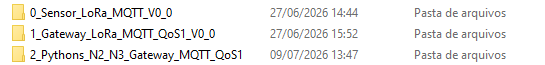 0_Sensor_LoRa_MQTT_V0_0 27/06/2026 14:44 Pasta de arquivos
1_Gateway_LoRa_MQTT_QoS1_V0_0 27/06/2026 15:52 Pasta de arquivos
2_Pythons_N2_N3_Gateway_MQTT_QoS1 09/07/2026 13:47 Pasta de arquivos